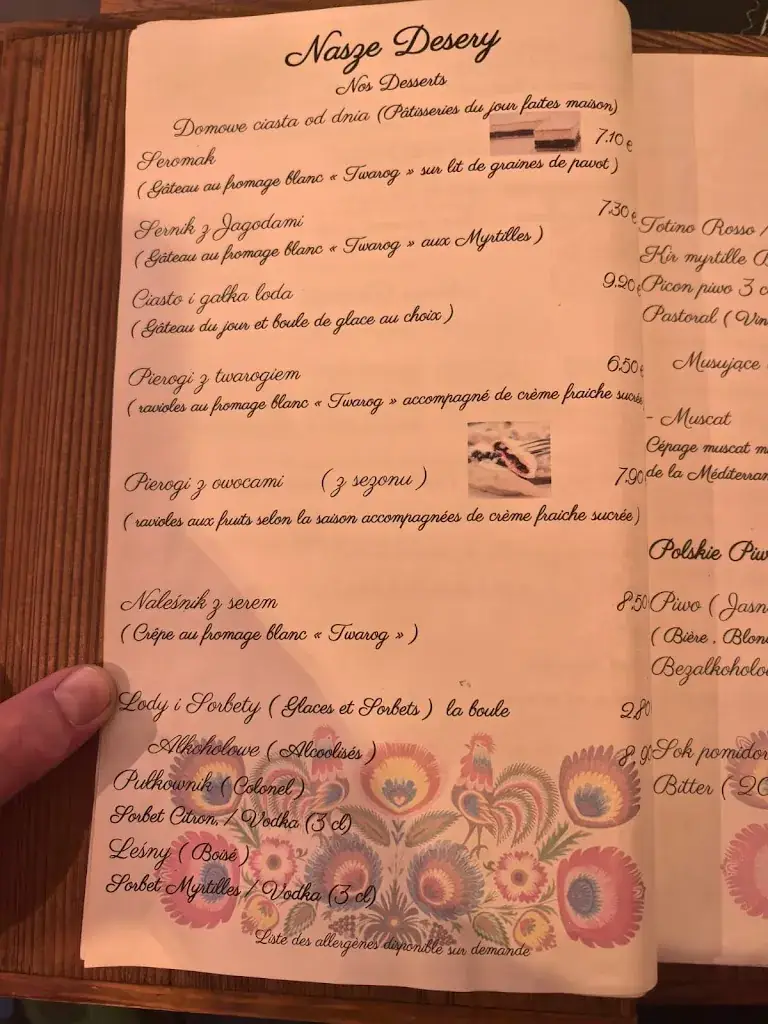 Nasze Desery
Nos Desserts
Domowe ciasta od dnia (Pâtisseries du jour faites maison)
Seromak 7.10 €
( Gâteau au fromage blanc « Twarog » sur lit de graines de pavot )
Sernik z Jagodami 7.30 €
( Gâteau au fromage blanc « Twarog » aux Myrtilles )
Ciasto i gałka loda 9.20 €
( Gâteau du jour et boule de glace au choix )
Pierogi z twarogiem 6.50 €
( ravioles au fromage blanc « Twarog » accompagné de crème fraiche sucrée
Pierogi z owocami ( z sezonu ) 7.90
( ravioles aux fruits selon la saison accompagnées de crème fraiche sucrée )
Naleśnik z serem 8.50
( Crêpe au fromage blanc « Twarog » )
Lody i Sorbety ( Glaces et Sorbets ) la boule 2.80
Alkoholowe ( Alcoolisés )
Pułkownik ( Colonel )
Sorbet Citron, / Vodka (3 cl)
Leśny ( Boisé )
Sorbet Myrtilles / Vodka (3 cl)
Liste des allergènes disponible sur demande
Totino Rosso /
Kir myrtille
Picon piwo 3 c
Pastoral ( Vin
Musujące
- Muscat
Cépage muscat m
de la Méditerran
Polskie Piw
Piwo ( Jasn
( Bière . Blon
Bezalkoholo
Sok pomidor
Bitter ( 20